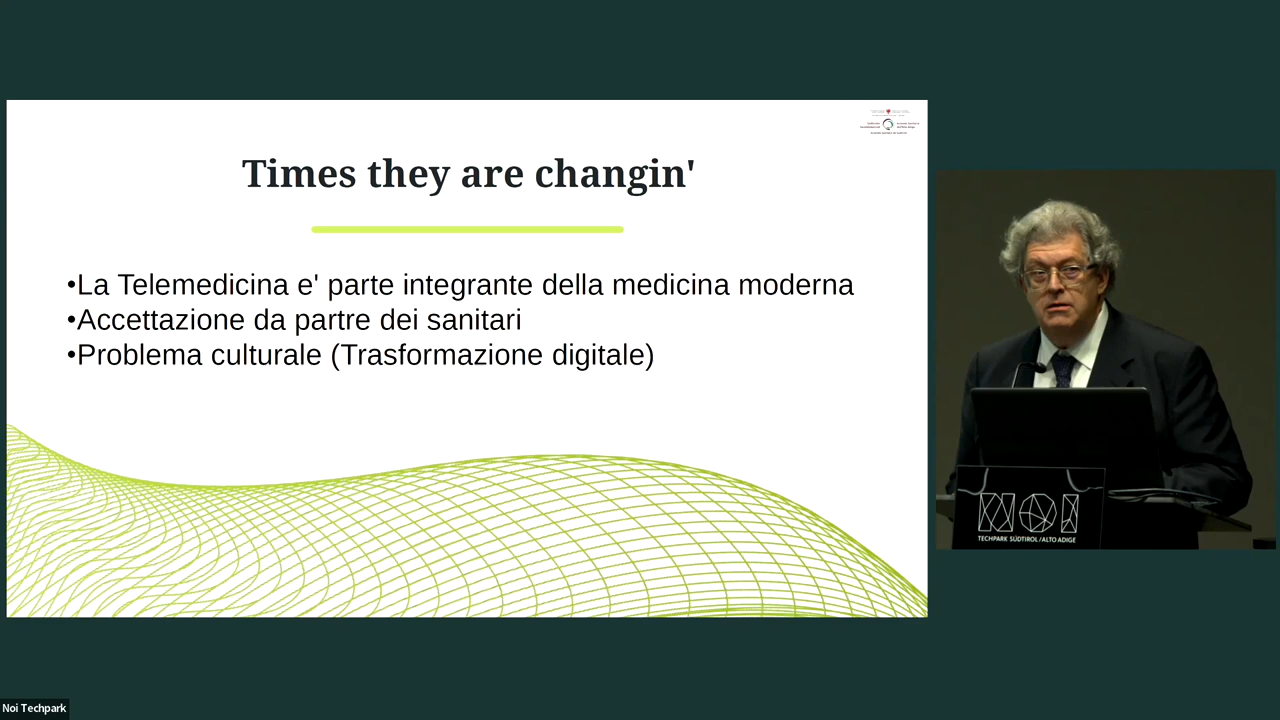 Times they are changin'
•La Telemedicina e' parte integrante della medicina moderna
•Accettazione da partre dei sanitari
•Problema culturale (Trasformazione digitale)
NOI
TECHPARK SÜDTIROL/ALTO ADIGE
Noi Techpark